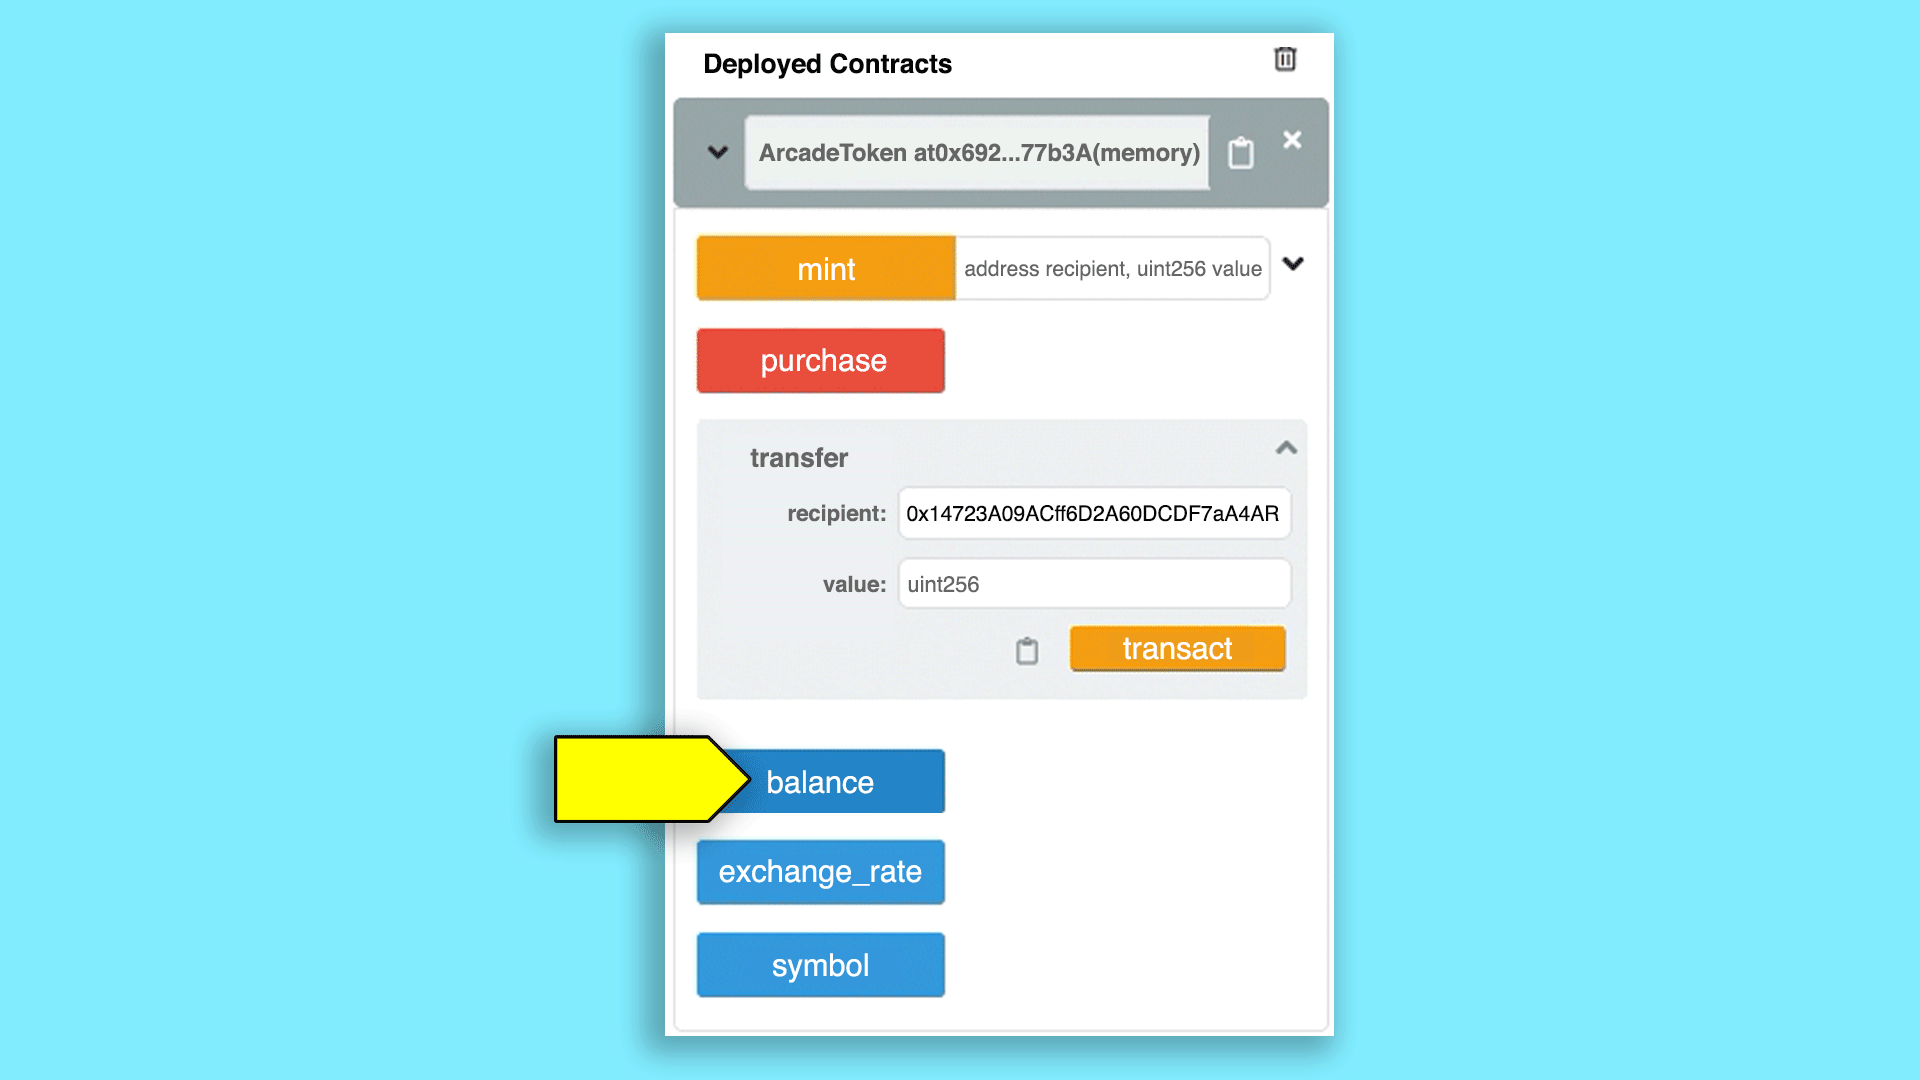 Deployed Contracts
ArcadeToken at0x692...77b3A(memory)
mint
address recipient, uint256 value
purchase
transfer
recipient: 0x14723A09ACff6D2A60DCDF7aA4AR
value: uint256
transact
balance
exchange_rate
symbol